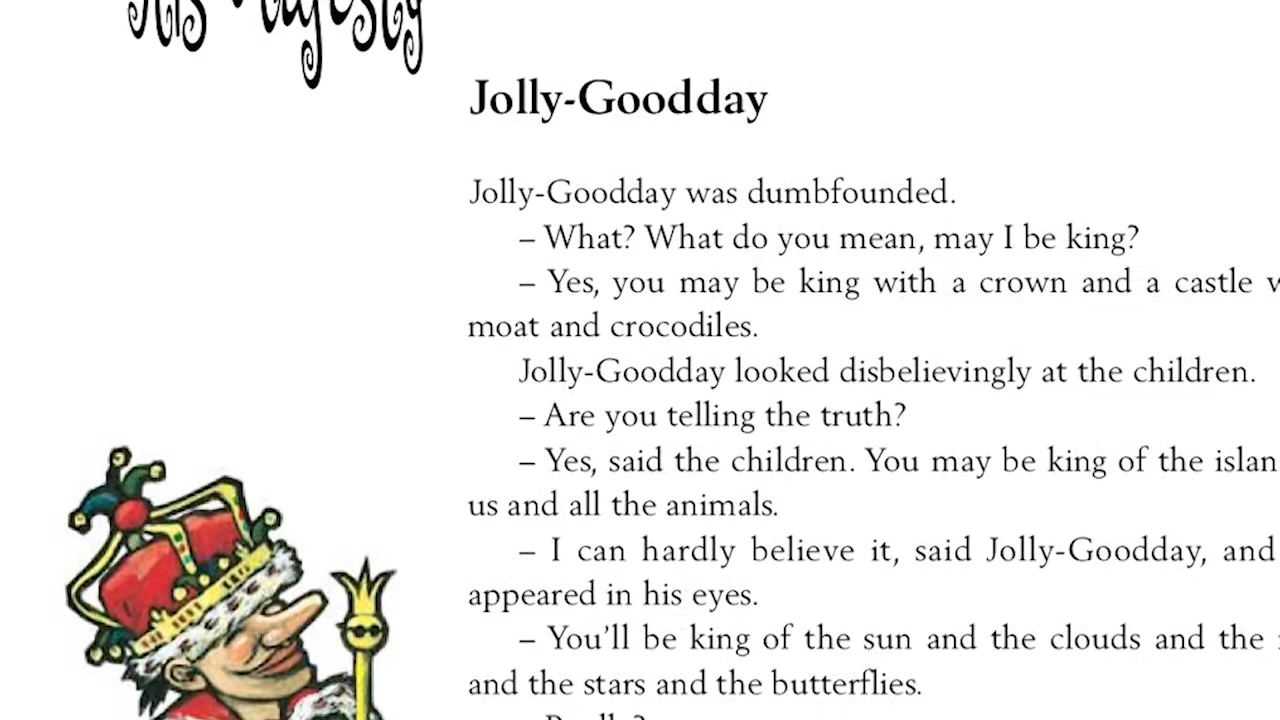 His Majesty
Jolly-Goodday
Jolly-Goodday was dumbfounded.
– What? What do you mean, may I be king?
– Yes, you may be king with a crown and a castle
moat and crocodiles.
Jolly-Goodday looked disbelievingly at the children.
– Are you telling the truth?
– Yes, said the children. You may be king of the
us and all the animals.
– I can hardly believe it, said Jolly-Goodday, and
appeared in his eyes.
– You’ll be king of the sun and the clouds and the
and the stars and the butterflies.